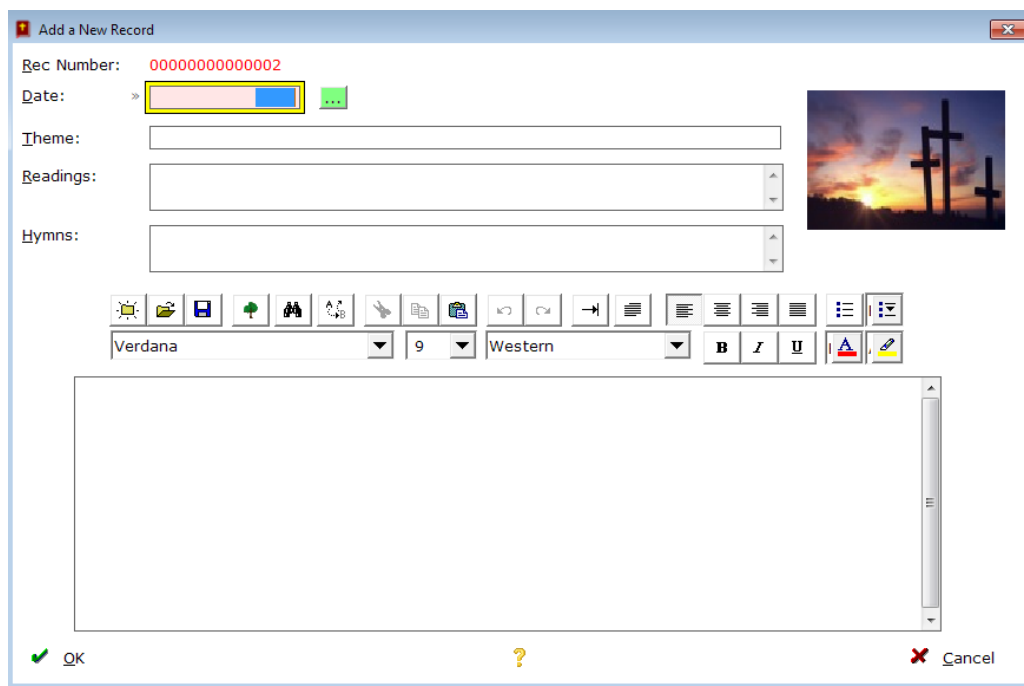 Add a New Record
Rec Number: 00000000000002
Date: » ...
Theme:
Readings:
Hymns:
Verdana 9 Western B I U A
OK ? Cancel